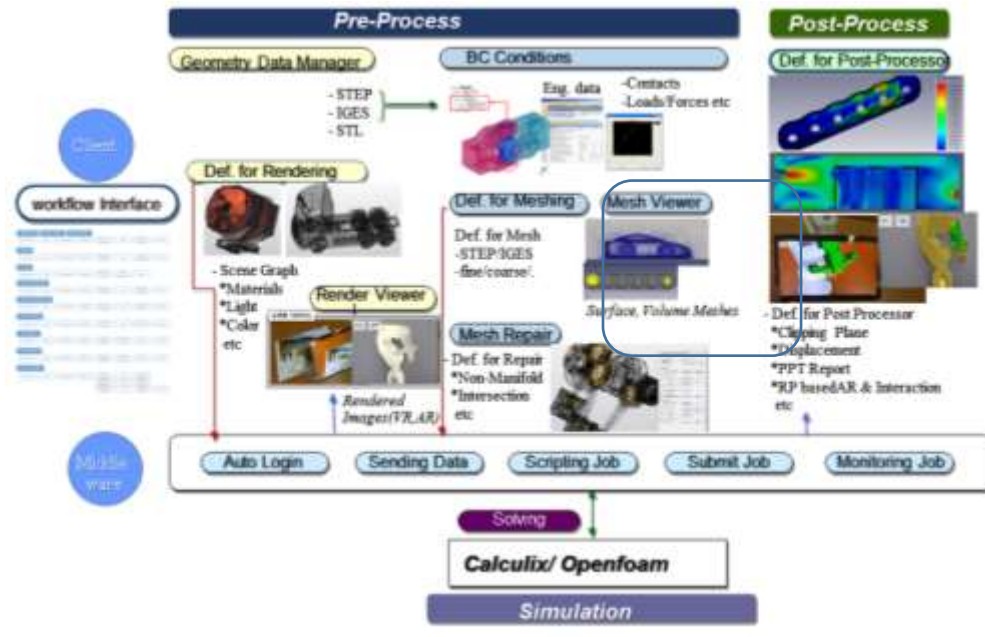 Pre-Process
Post-Process
Geometry Data Manager
- STEP
- IGES
- STL
BC Conditions
Eng. data
-Contacts
-Loads/Forces etc
Def. for Post-Processor
Client
workflow Interface
Def. for Rendering
- Scene Graph
*Materials
*Light
*Color
etc
Render Viewer
Rendered
Images(VR,AR)
Def. for Meshing
Def. for Mesh
-STEP/IGES
-fine/coarse/.
Mesh Viewer
Surface, Volume Meshes
Mesh Repair
- Def. for Repair
*Non-Manifold
*Intersection
etc
- Def. for Post Processor
*Clipping Plane
*Displacement
*PPT Report
*RP basedAR & Interaction
etc
Middle
ware
Auto Login
Sending Data
Scripting Job
Submit Job
Monitoring Job
Solving
Calculix/ Openfoam
Simulation